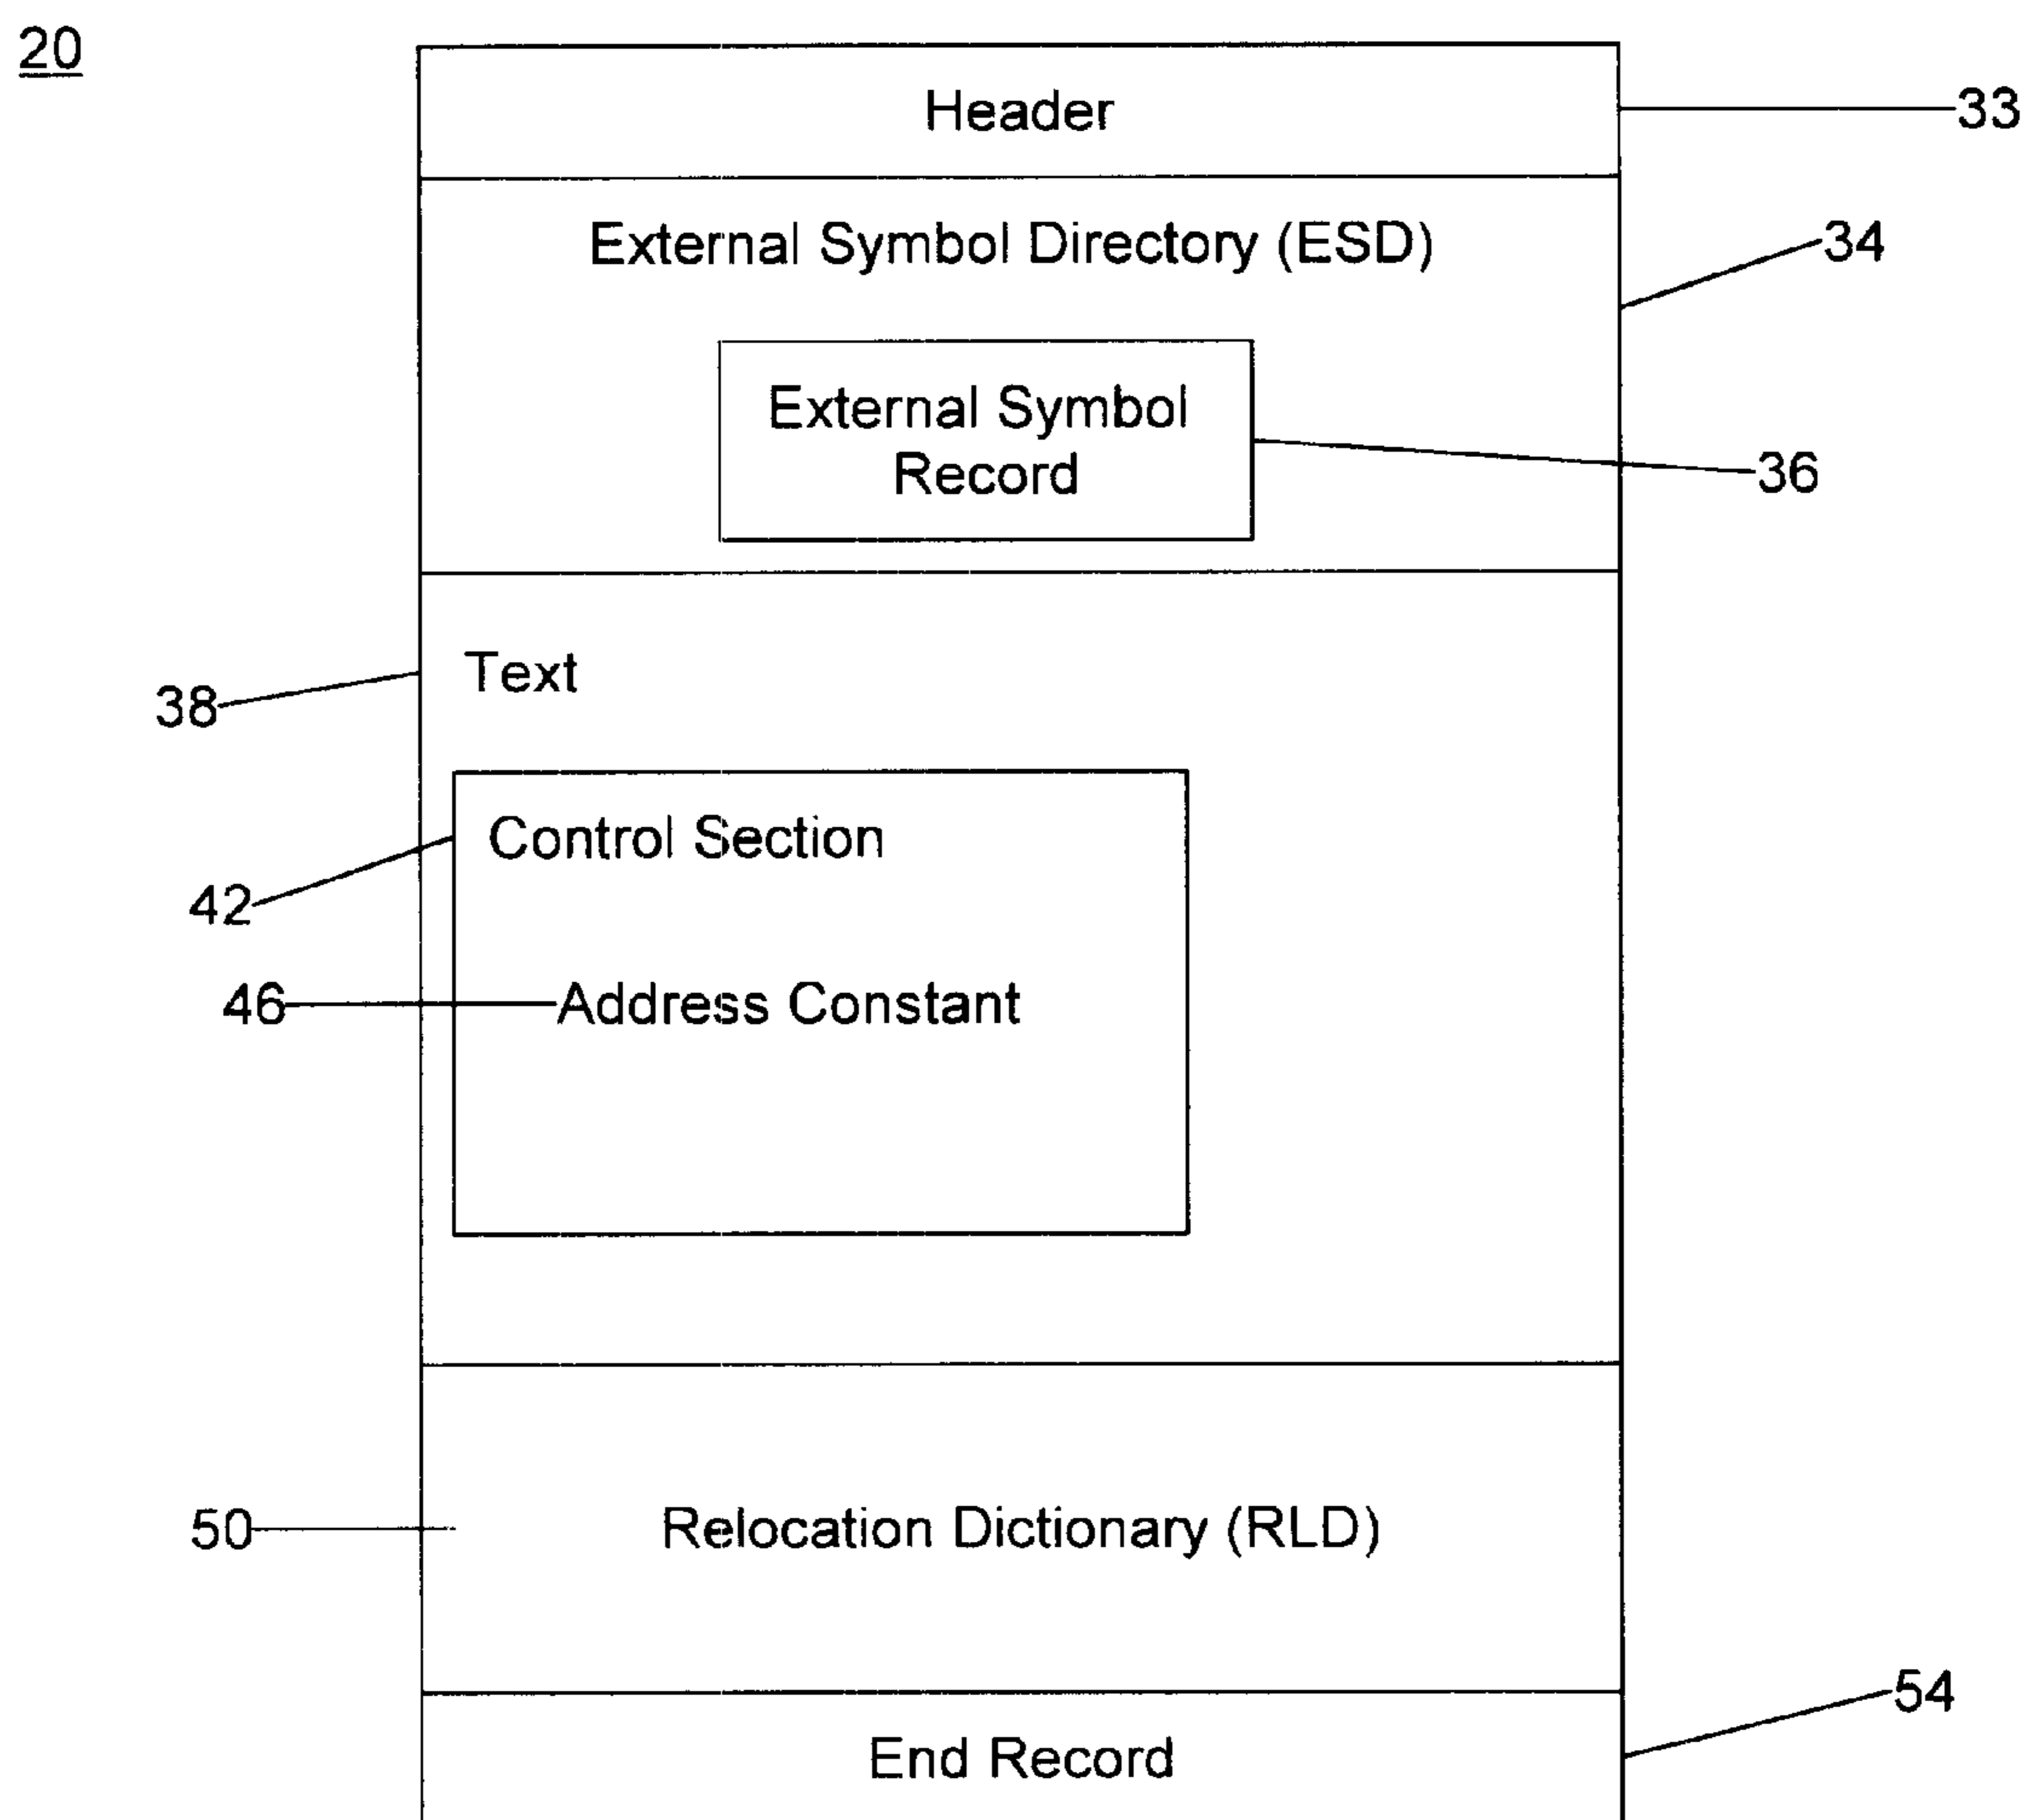 20
Header
33
External Symbol Directory (ESD)
34
External Symbol
Record
36
Text
38
Control Section
42
46
Address Constant
50
Relocation Dictionary (RLD)
54
End Record